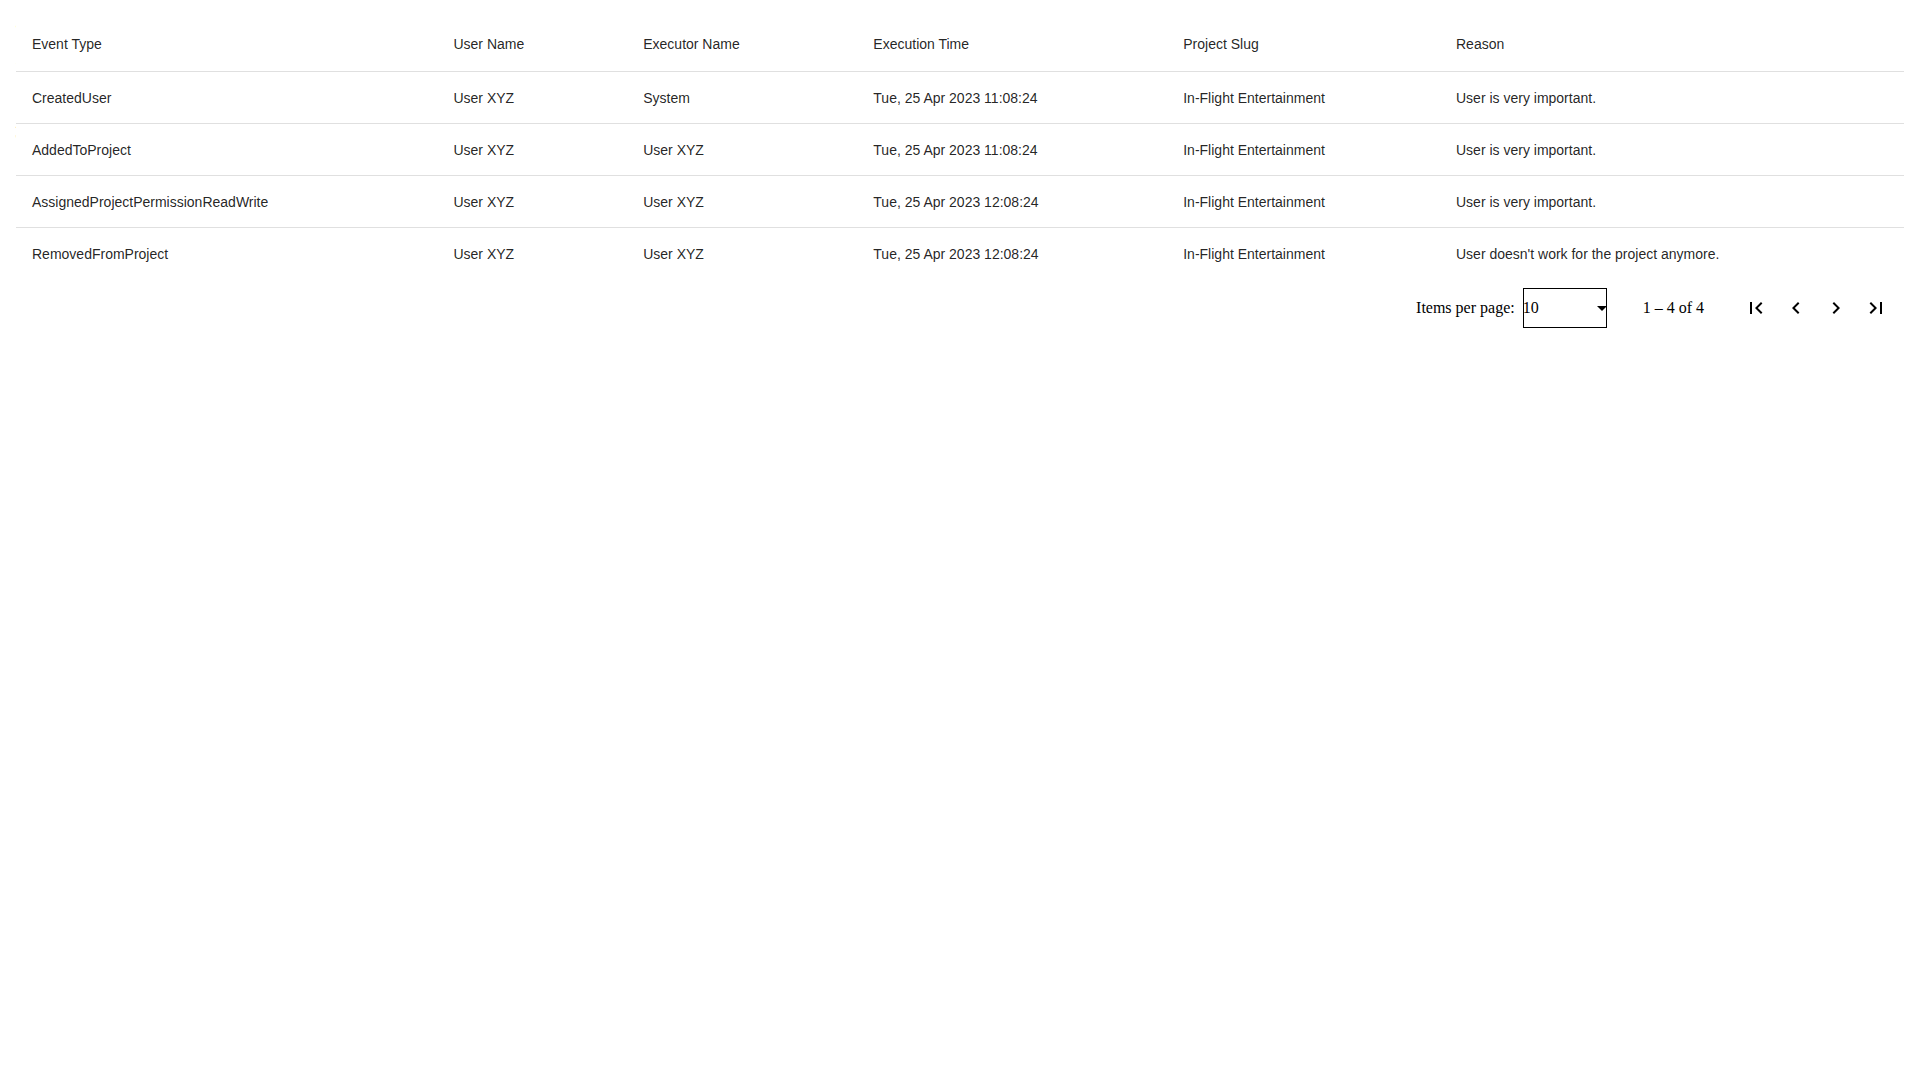 Event Type User Name Executor Name Execution Time Project Slug Reason
CreatedUser User XYZ System Tue, 25 Apr 2023 11:08:24 In-Flight Entertainment User is very important.
AddedToProject User XYZ User XYZ Tue, 25 Apr 2023 11:08:24 In-Flight Entertainment User is very important.
AssignedProjectPermissionReadWrite User XYZ User XYZ Tue, 25 Apr 2023 12:08:24 In-Flight Entertainment User is very important.
RemovedFromProject User XYZ User XYZ Tue, 25 Apr 2023 12:08:24 In-Flight Entertainment User doesn't work for the project anymore.
Items per page: 10 1 – 4 of 4